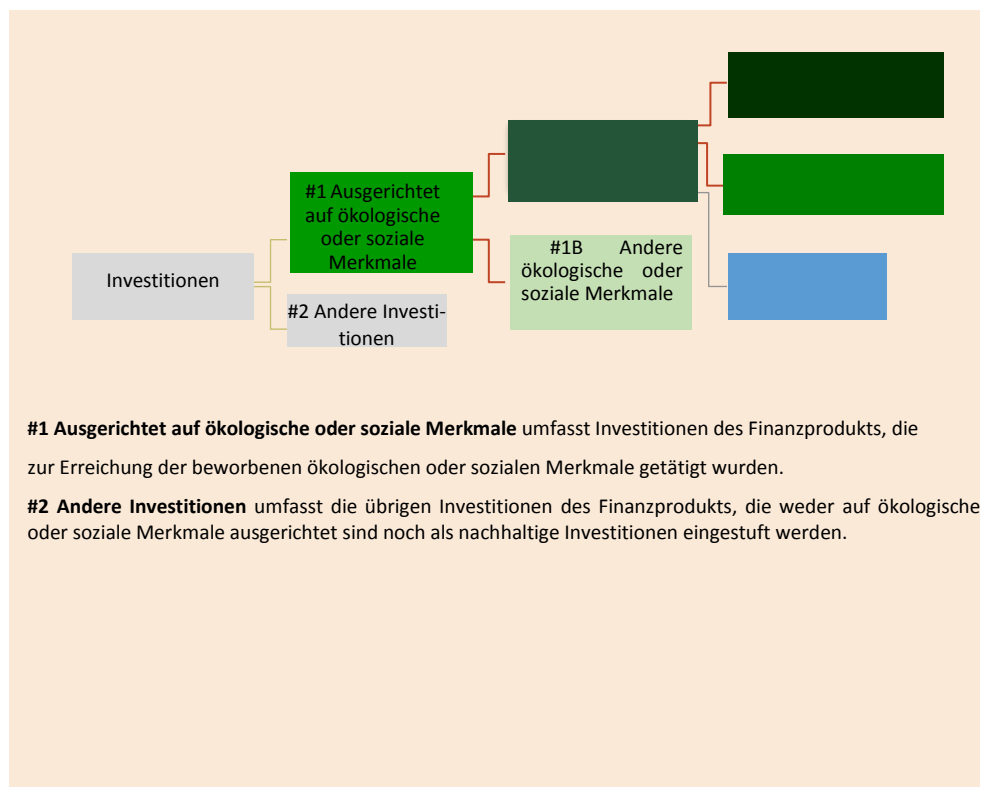 #1 Ausgerichtet
auf ökologische
oder soziale
Merkmale
#1B Andere
ökologische oder
soziale Merkmale
Investitionen
#2 Andere Investi-
tionen
#1 Ausgerichtet auf ökologische oder soziale Merkmale umfasst Investitionen des Finanzprodukts, die
zur Erreichung der beworbenen ökologischen oder sozialen Merkmale getätigt wurden.
#2 Andere Investitionen umfasst die übrigen Investitionen des Finanzprodukts, die weder auf ökologische
oder soziale Merkmale ausgerichtet sind noch als nachhaltige Investitionen eingestuft werden.